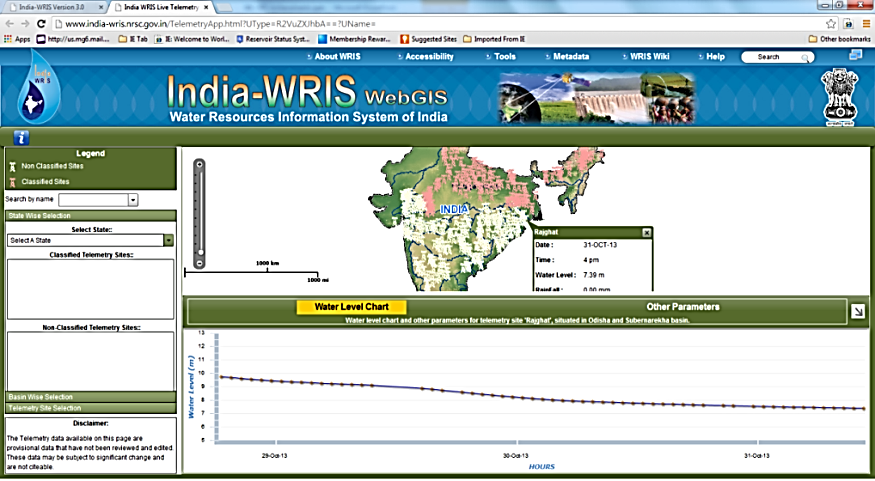 India-WRIS Version 3.0
India WRIS Live Telemetry
www.india-wris.nrsc.gov.in/TelemetryApp.html?UType=R2VuZXJhbA==?UName=
Apps
http://us.mg6.mail....
IE Tab
IE: Welcome to Worl...
Reservoir Status Syst...
Membership Rewar...
Suggested Sites
Imported From IE
Other bookmarks
About WRIS
Accessibility
Tools
Metadata
WRIS Wiki
Help
Search
India
WRIS
India-WRIS WebGIS
Water Resources Information System of India
Legend
Non Classified Sites
Classified Sites
Search by name
State Wise Selection
Select State::
Select A State
Classified Telemetry Sites::
Non-Classified Telemetry Sites::
Basin Wise Selection
Telemetry Site Selection
Disclaimer:
The Telemetry data available on this page are
provisional data that have not been reviewed and edited.
These data may be subject to significant change and
are not citeable.
INDIA
1000 km
1000 mi
Rajghat
Date : 31-OCT-13
Time : 4 pm
Water Level : 7.39 m
Rainfall : 0.00 mm
Water Level Chart
Other Parameters
Water level chart and other parameters for telemetry site 'Rajghat', situated in Odisha and Subernarekha basin.
Water Level (m)
13
12
11
10
9
8
7
6
5
29-Oct-13
30-Oct-13
31-Oct-13
HOURS